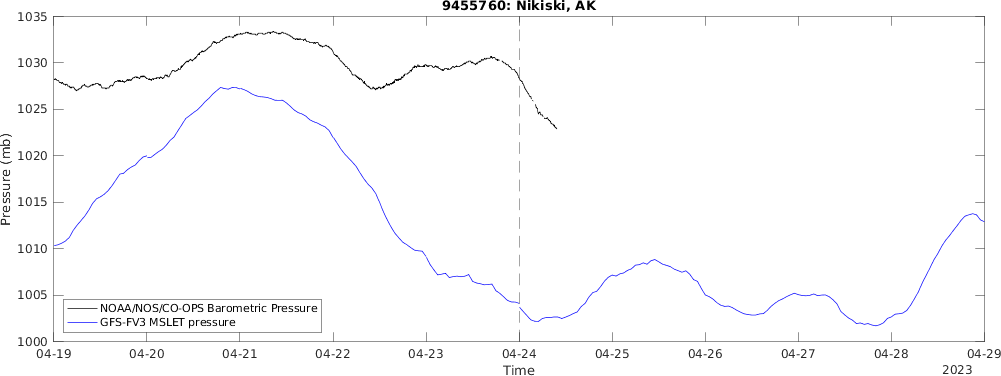 9455760: Nikiski, AK
1035
1030
1025
1020
1015
1010
1005
1000
Pressure (mb)
NOAA/NOS/CO-OPS Barometric Pressure
GFS-FV3 MSLET pressure
04-19 04-20 04-21 04-22 04-23 04-24 04-25 04-26 04-27 04-28 04-29
Time
2023